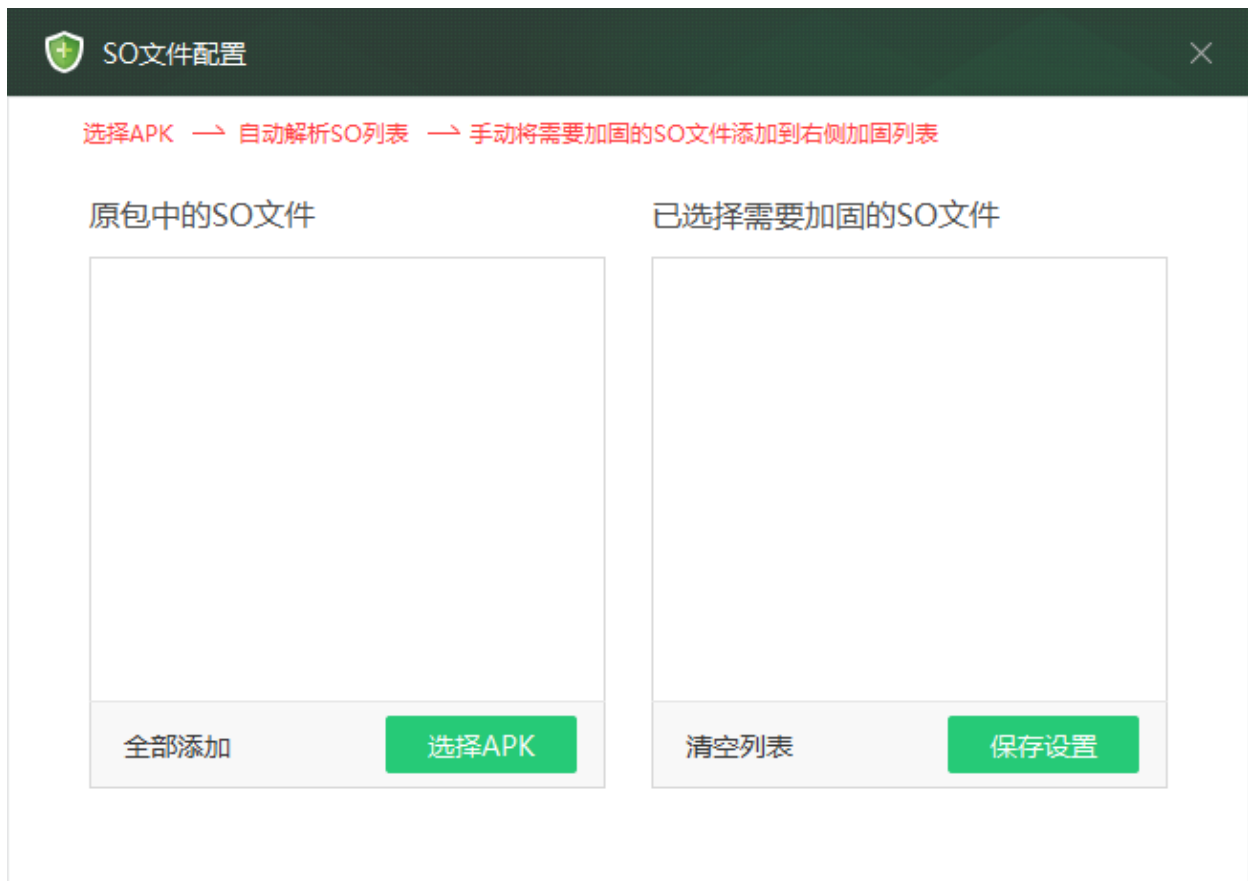 SO文件配置
选择APK → 自动解析SO列表 → 手动将需要加固的SO文件添加到右侧加固列表
原包中的SO文件
已选择需要加固的SO文件
全部添加
选择APK
清空列表
保存设置